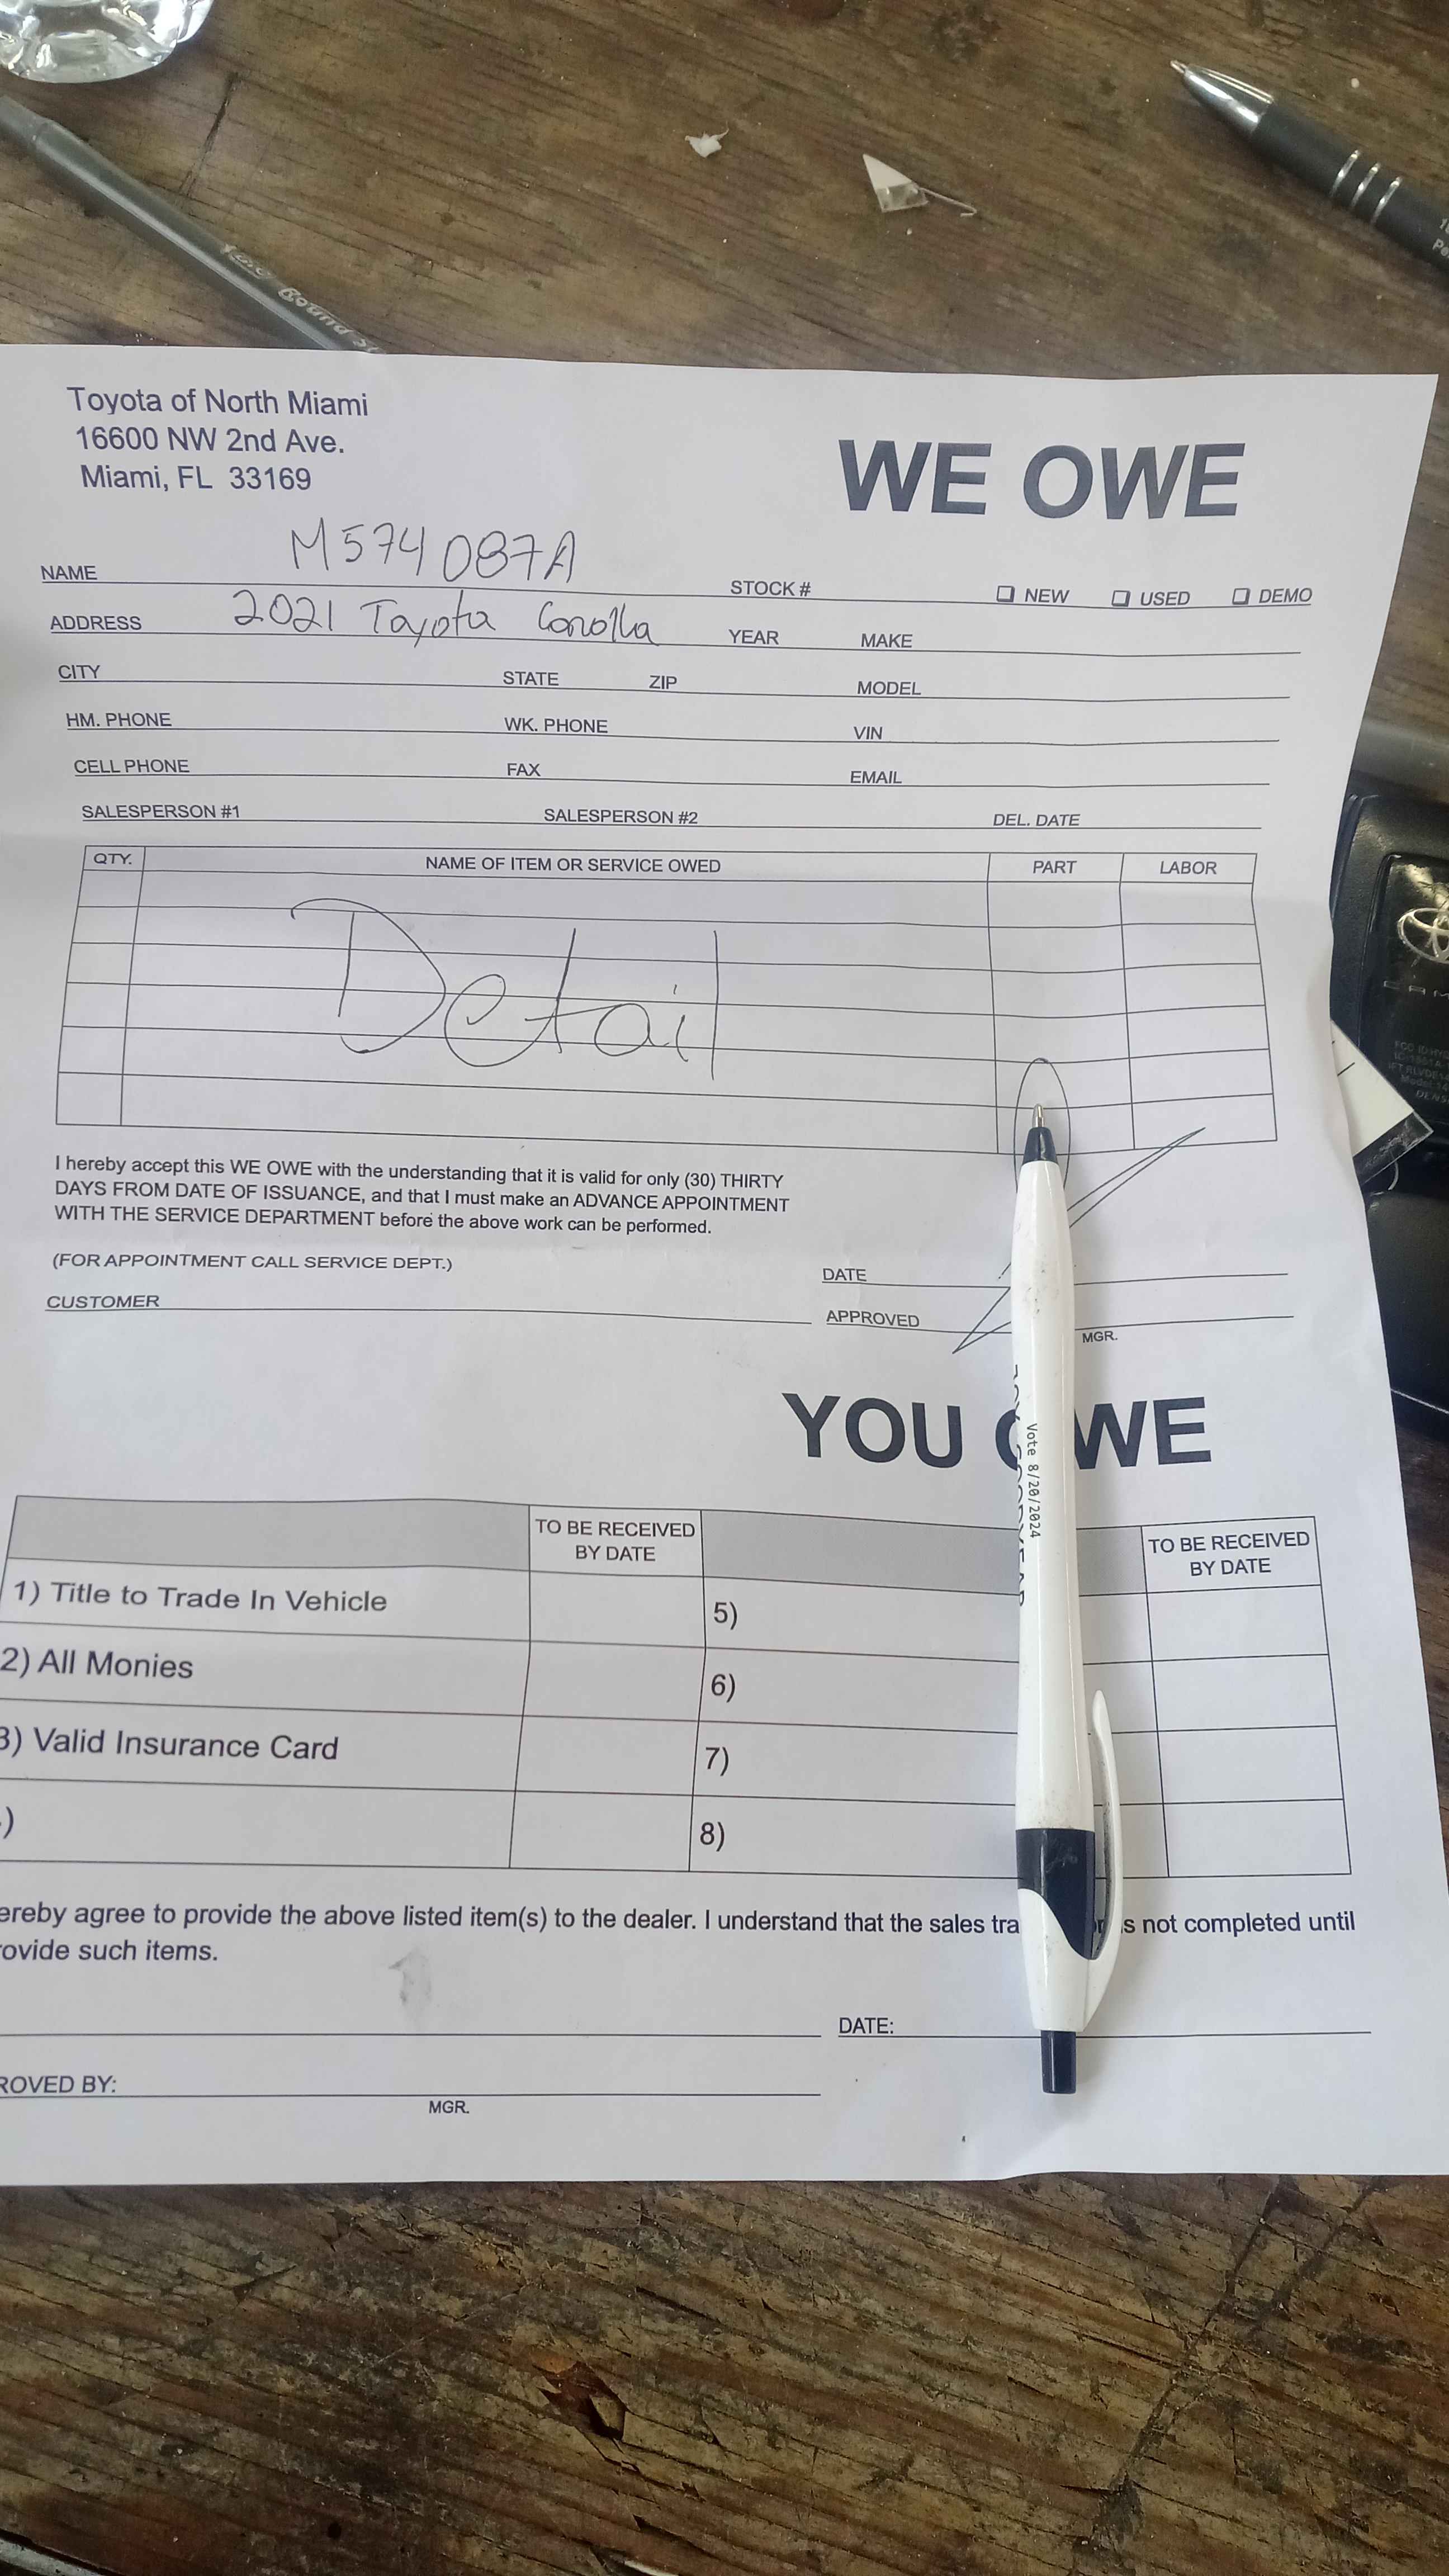 Toyota of North Miami
16600 NW 2nd Ave.
Miami, FL 33169
WE OWE
NAME M574087A STOCK # NEW USED DEMO
ADDRESS 2021 Toyota Corolla YEAR MAKE
CITY STATE ZIP MODEL
HM. PHONE WK. PHONE VIN
CELL PHONE FAX EMAIL
SALESPERSON #1 SALESPERSON #2 DEL. DATE
QTY. NAME OF ITEM OR SERVICE OWED PART LABOR
Detail
I hereby accept this WE OWE with the understanding that it is valid for only (30) THIRTY
DAYS FROM DATE OF ISSUANCE, and that I must make an ADVANCE APPOINTMENT
WITH THE SERVICE DEPARTMENT before the above work can be performed.
(FOR APPOINTMENT CALL SERVICE DEPT.)
DATE
CUSTOMER APPROVED
MGR.
YOU OWE
Vote 8/20/2024
TO BE RECEIVED
BY DATE
TO BE RECEIVED
BY DATE
1) Title to Trade In Vehicle 5)
2) All Monies 6)
3) Valid Insurance Card 7)
) 8)
ereby agree to provide the above listed item(s) to the dealer. I understand that the sales tra s not completed until
ovide such items.
DATE:
ROVED BY:
MGR.